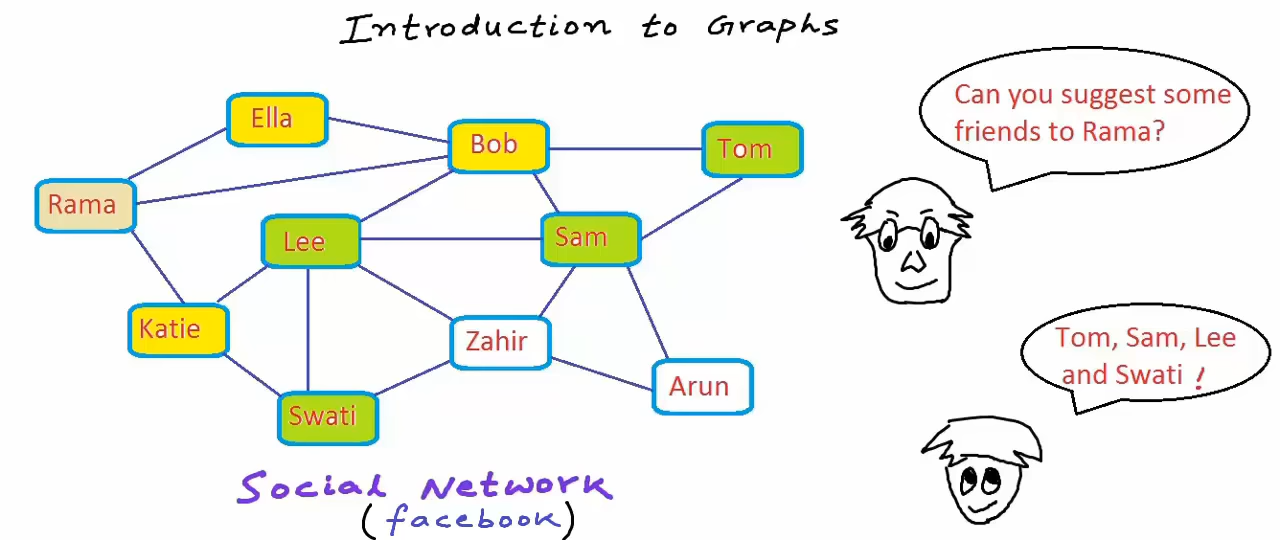 Introduction to Graphs
Can you suggest some
friends to Rama?
Ella
Bob
Tom
Rama
Lee
Sam
Katie
Zahir
Arun
Swati
Tom, Sam, Lee
and Swati !
Social Network
(facebook)